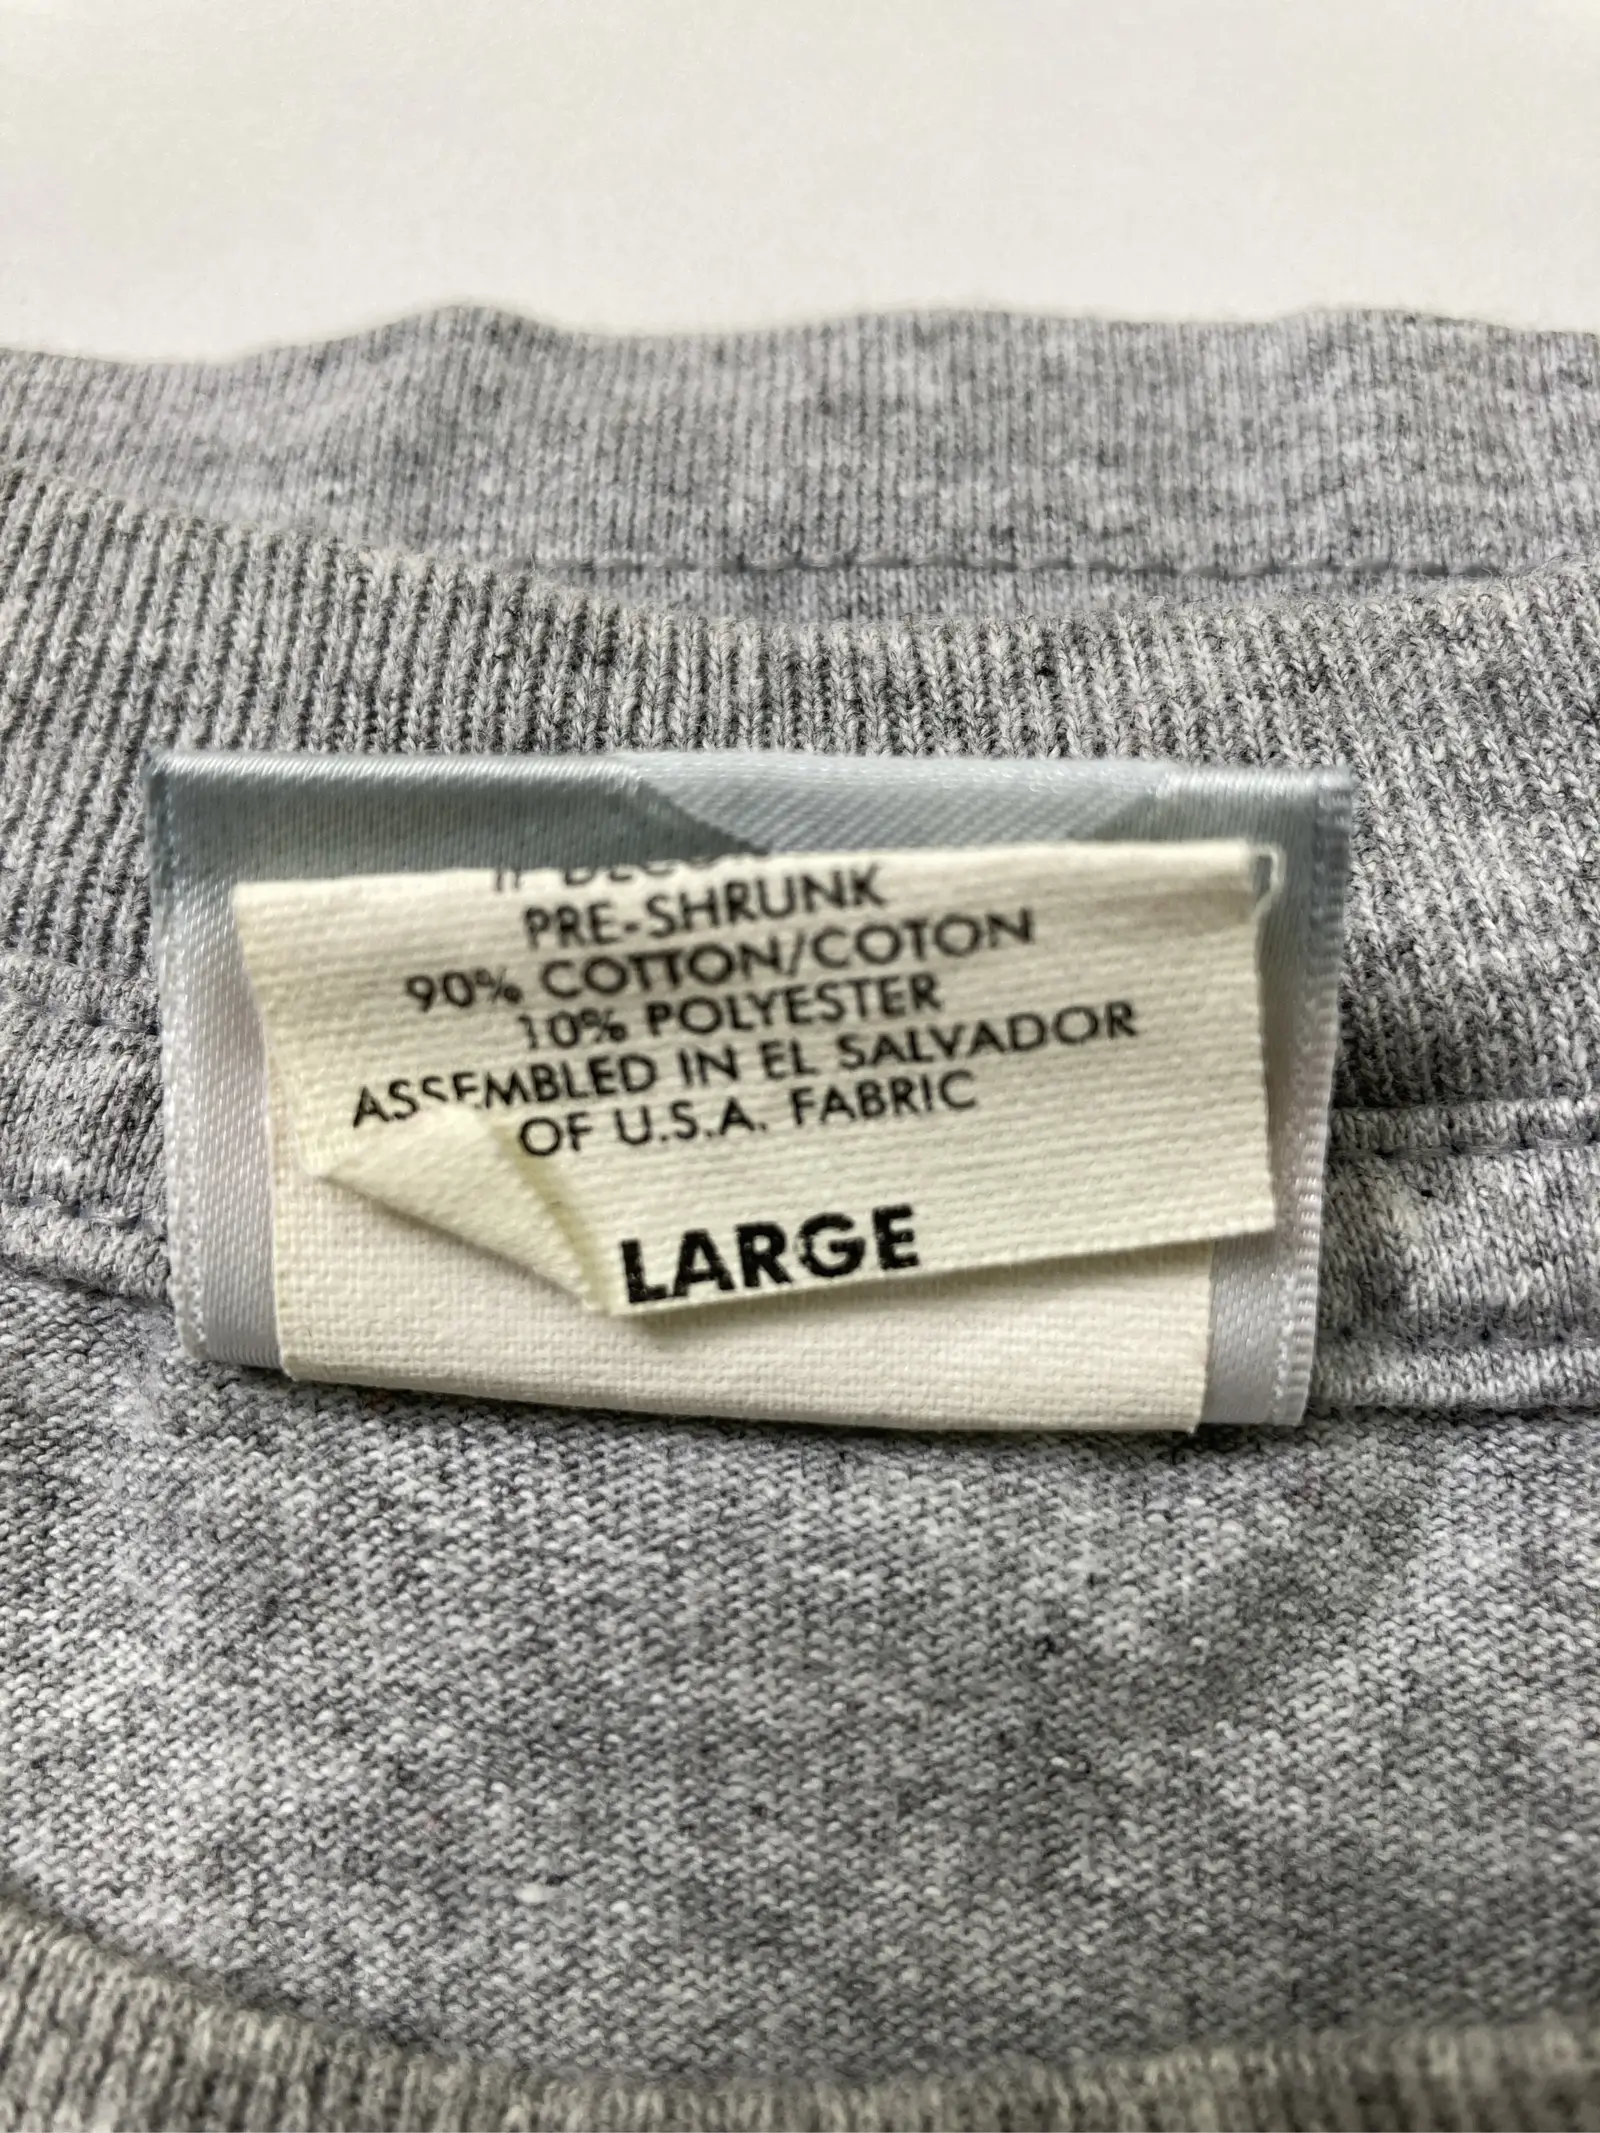 PRE-SHRUNK
90% COTTON/COTON
10% POLYESTER
ASSEMBLED IN EL SALVADOR
OF U.S.A. FABRIC
LARGE